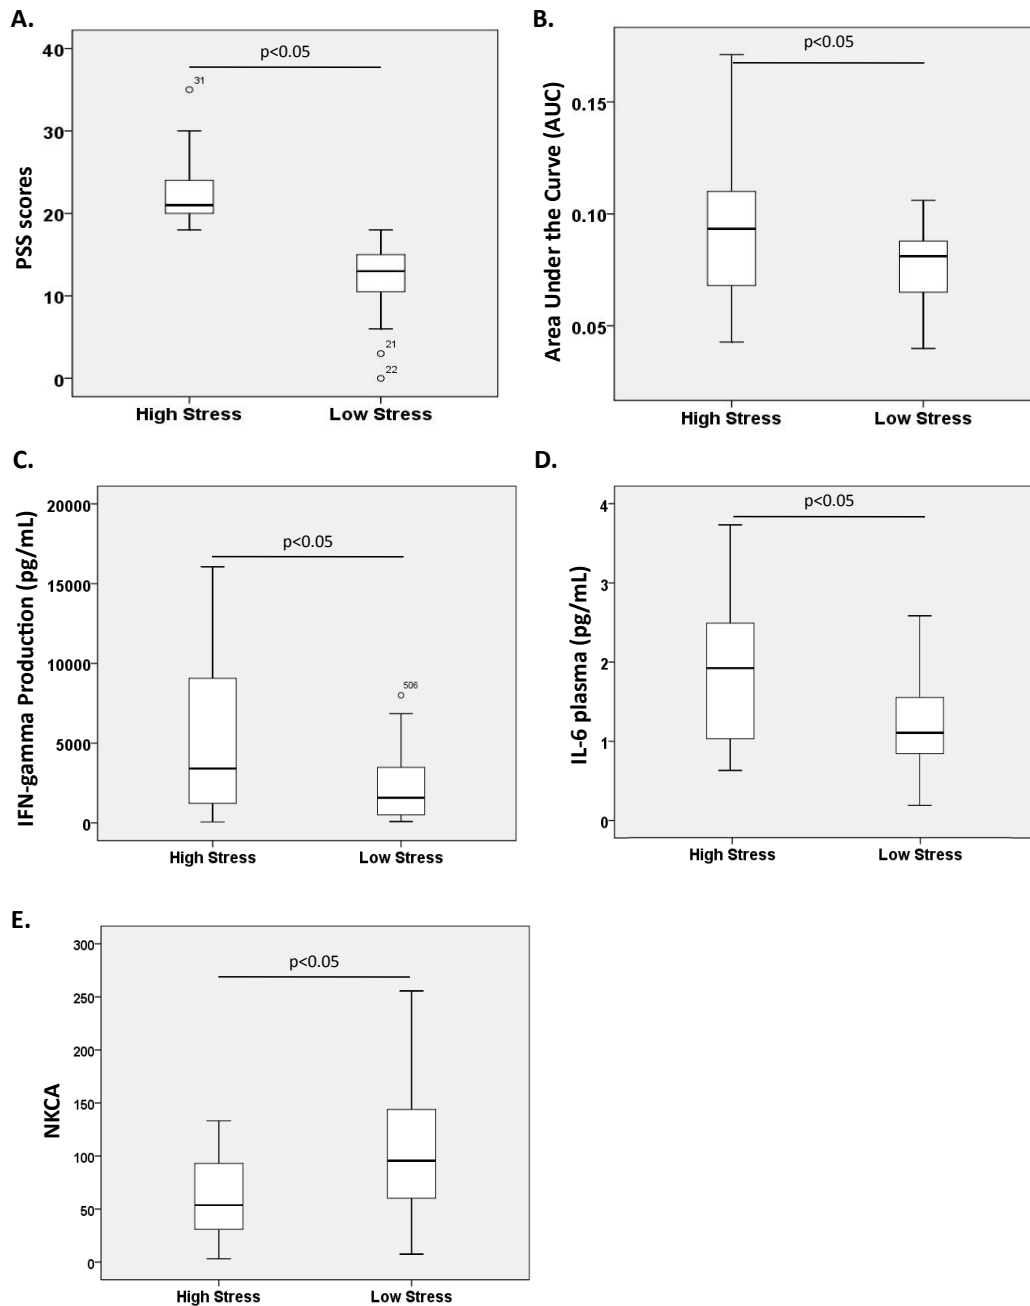 A.
p<0.05
40
30
20
10
0
31
21
22
PSS scores
High Stress
Low Stress
B.
p<0.05
0.15
0.10
0.05
Area Under the Curve (AUC)
High Stress
Low Stress
C.
p<0.05
20000
15000
10000
5000
0
506
IFN-gamma Production (pg/mL)
High Stress
Low Stress
D.
p<0.05
4
3
2
1
0
IL-6 plasma (pg/mL)
High Stress
Low Stress
E.
p<0.05
300
250
200
150
100
50
0
NKCA
High Stress
Low Stress